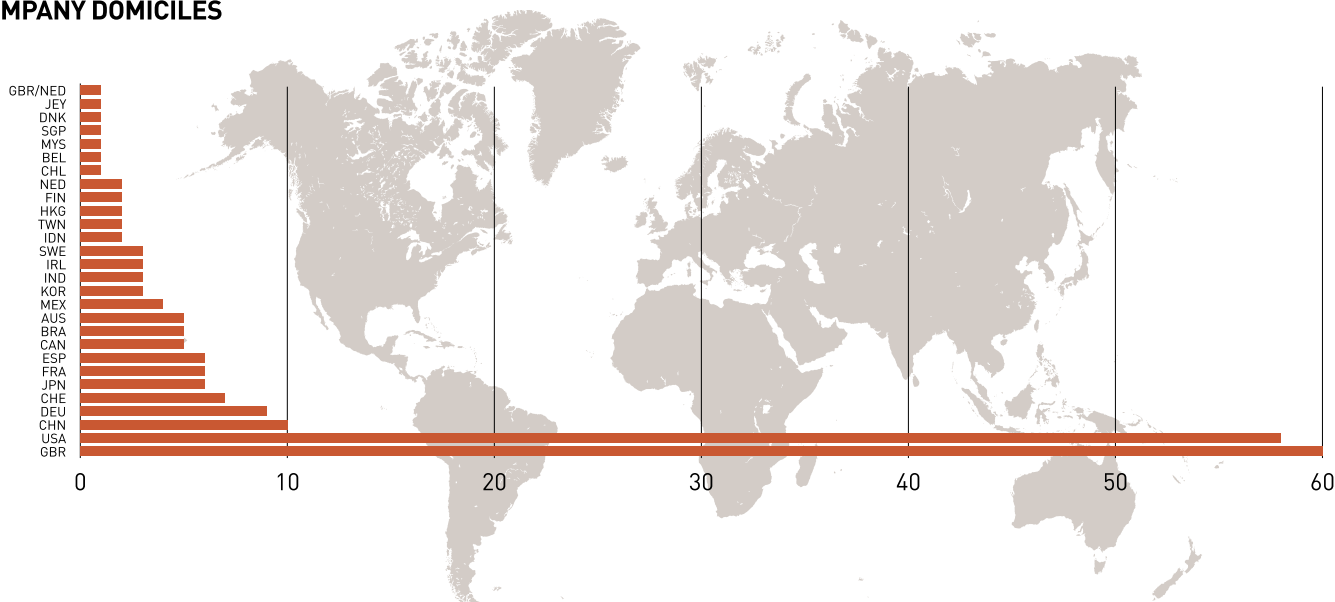 MPANY DOMICILES
GBR/NED
JEY
DNK
SGP
MYS
BEL
CHL
NED
FIN
HKG
TWN
IDN
SWE
IRL
IND
KOR
MEX
AUS
BRA
CAN
ESP
FRA
JPN
CHE
DEU
CHN
USA
GBR
0 10 20 30 40 50 60